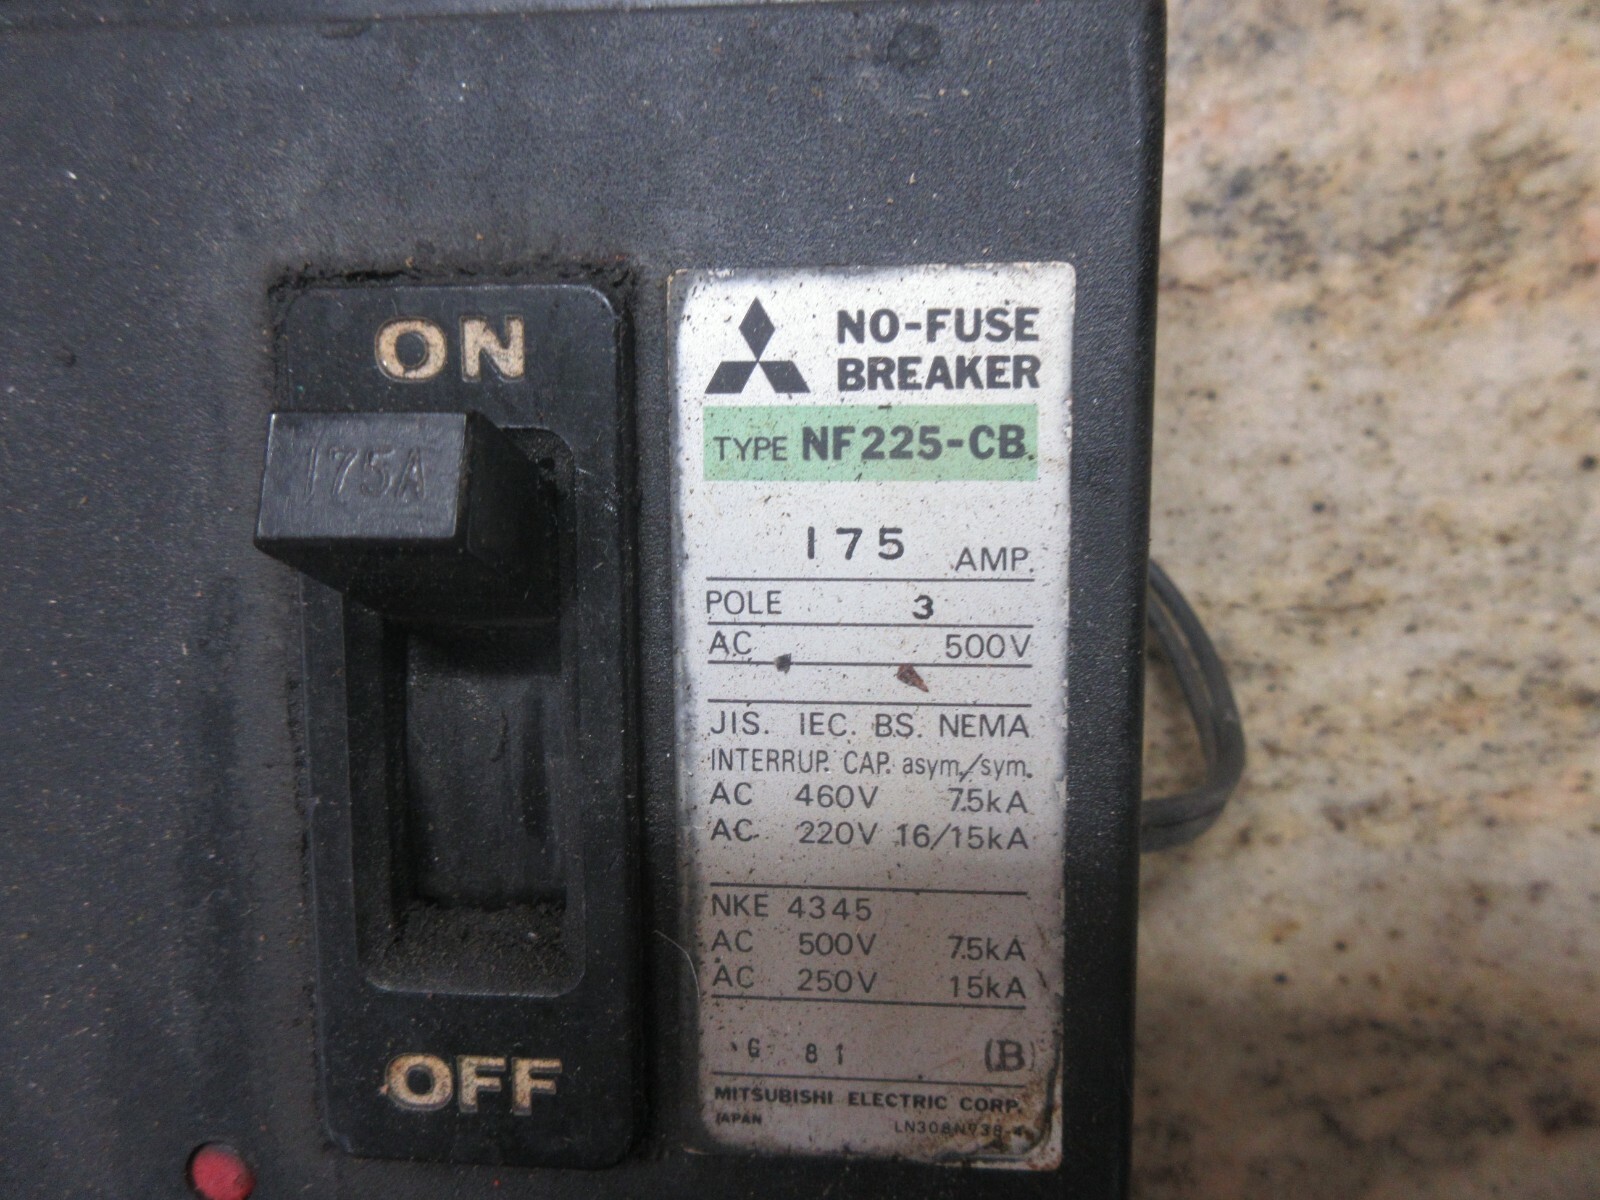 ON
175A
OFF
NO-FUSE
BREAKER
TYPE NF225-CB
175 AMP.
POLE 3
AC 500V
JIS. IEC. BS. NEMA
INTERRUP. CAP. asym./sym.
AC 460V 7.5kA
AC 220V 16/15kA
NKE 4345
AC 500V 7.5kA
AC 250V 15kA
G 81 (B)
MITSUBISHI ELECTRIC CORP.
JAPAN